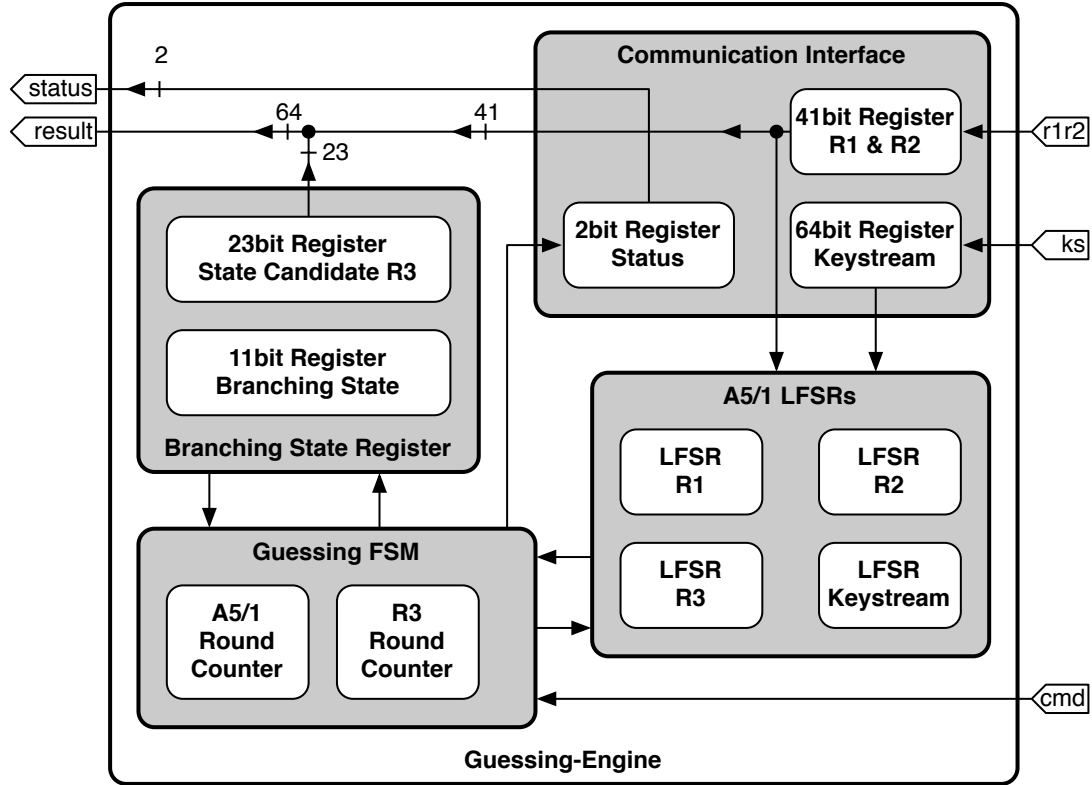 2
Communication Interface
status
64
41
41bit Register
R1 & R2
result
r1r2
23
23bit Register
State Candidate R3
2bit Register
Status
64bit Register
Keystream
ks
11bit Register
Branching State
Branching State Register
A5/1 LFSRs
LFSR
R1
LFSR
R2
Guessing FSM
LFSR
R3
LFSR
Keystream
A5/1
Round
Counter
R3
Round
Counter
cmd
Guessing-Engine